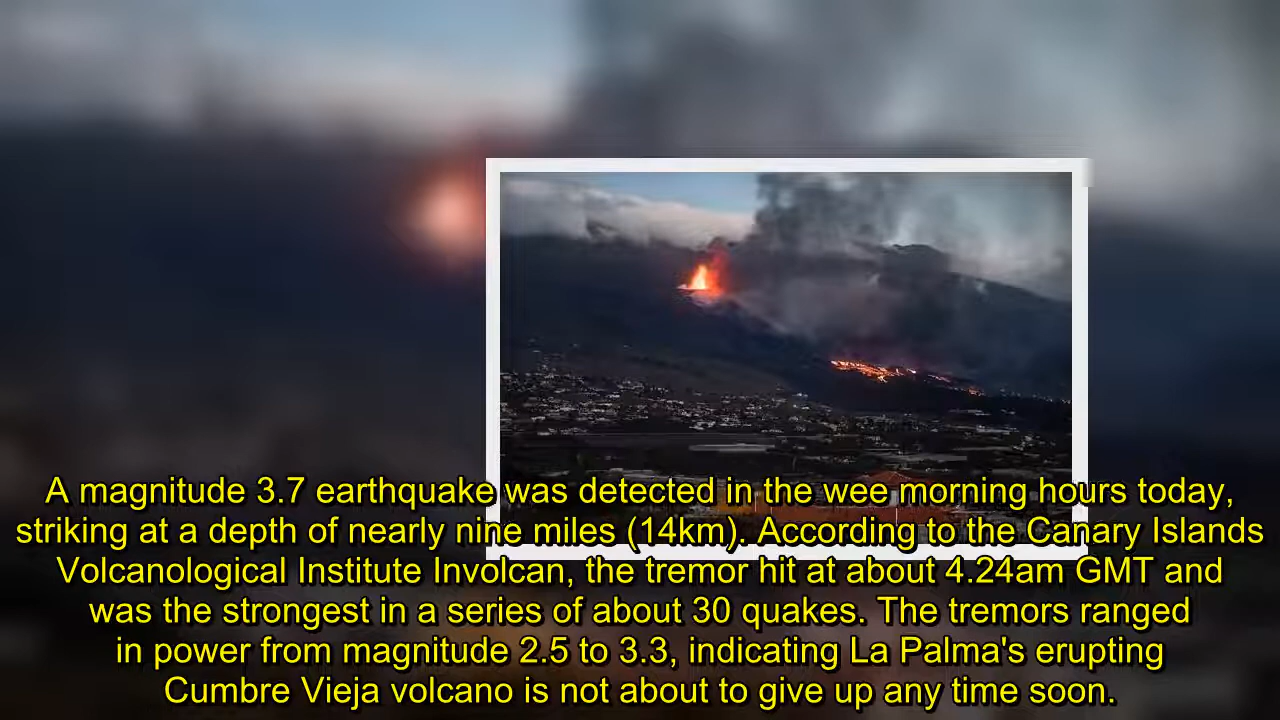 A magnitude 3.7 earthquake was detected in the wee morning hours today,
striking at a depth of nearly nine miles (14km). According to the Canary Islands
Volcanological Institute Involcan, the tremor hit at about 4.24am GMT and
was the strongest in a series of about 30 quakes. The tremors ranged
in power from magnitude 2.5 to 3.3, indicating La Palma's erupting
Cumbre Vieja volcano is not about to give up any time soon.